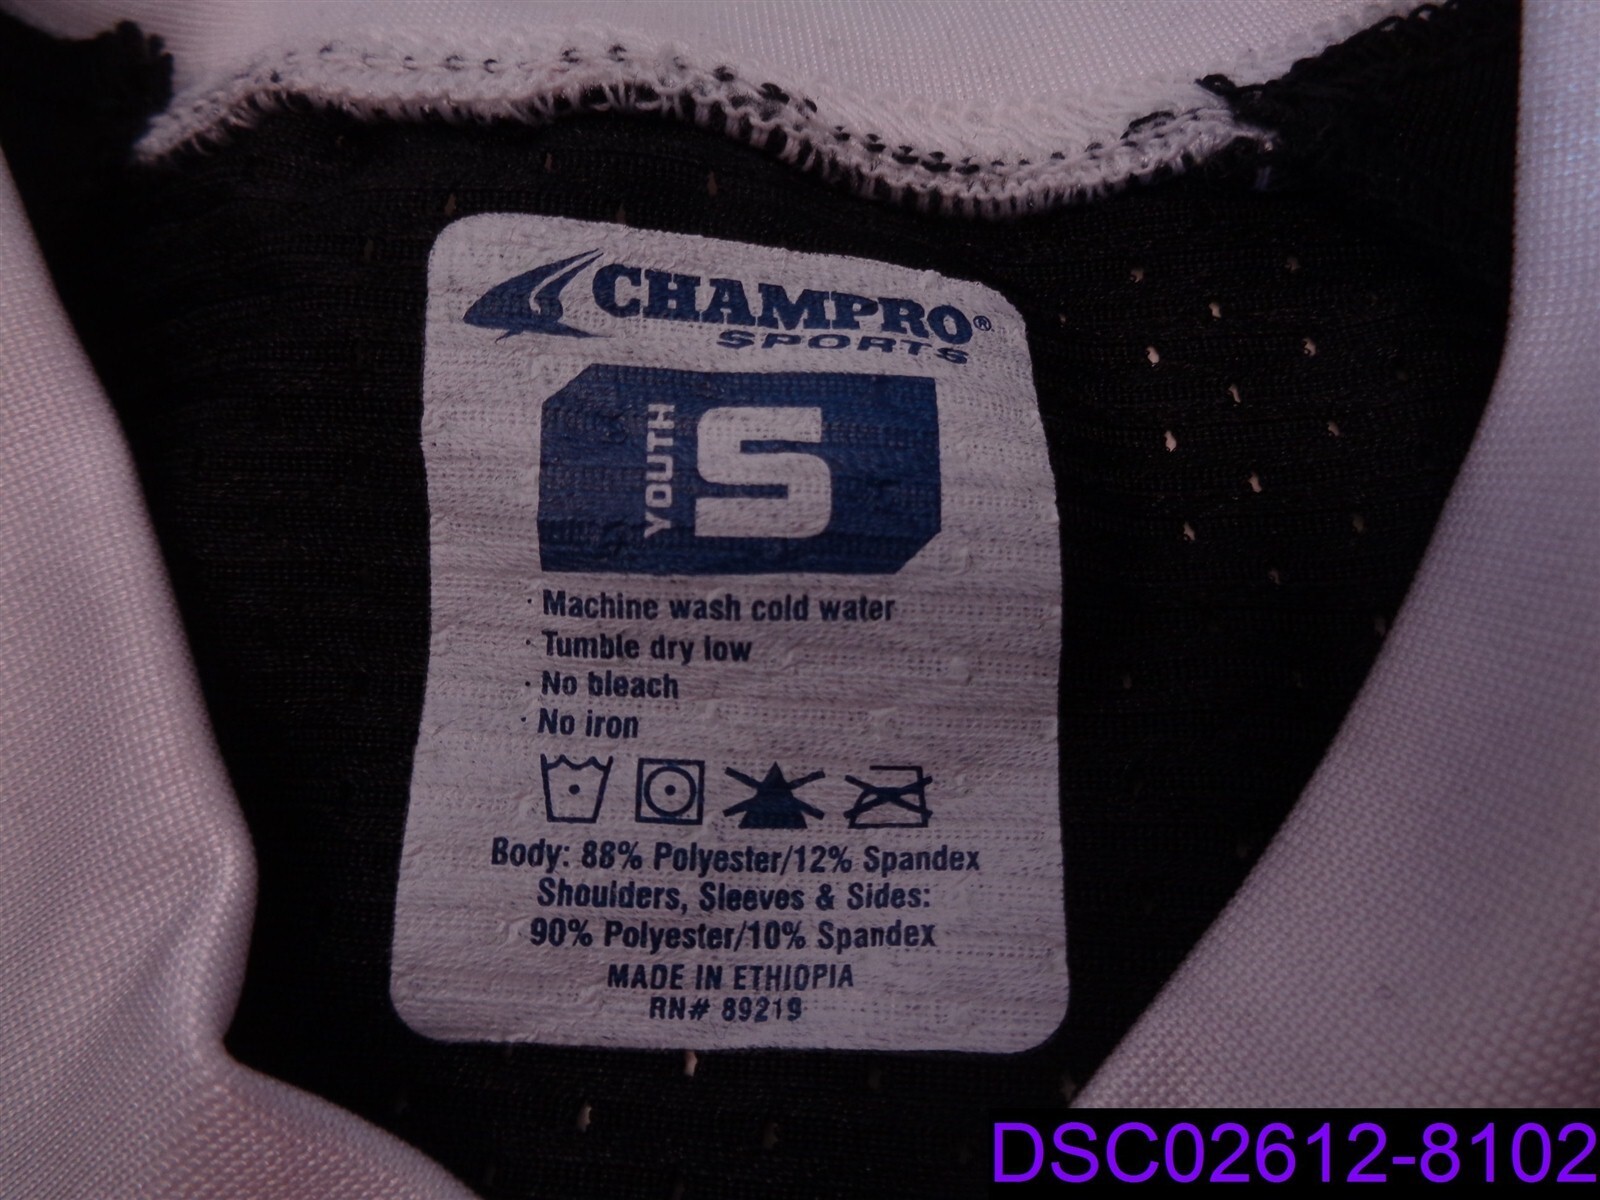 CHAMPRO®
SPORTS
YOUTH
S
· Machine wash cold water
· Tumble dry low
· No bleach
· No iron
Body: 88% Polyester/12% Spandex
Shoulders, Sleeves & Sides:
90% Polyester/10% Spandex
MADE IN ETHIOPIA
RN# 89219
DSC02612-8102